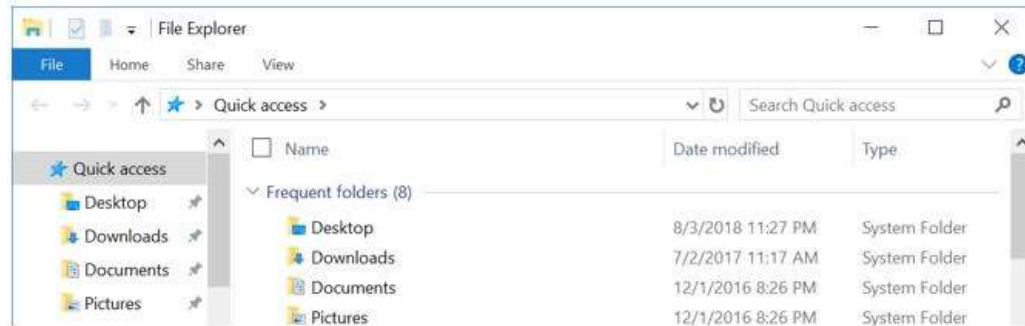 File Explorer
File Home Share View ?
Quick access Search Quick access
Name Date modified Type
Quick access
Frequent folders (8)
Desktop
Desktop 8/3/2018 11:27 PM System Folder
Downloads
Downloads 7/2/2017 11:17 AM System Folder
Documents
Documents 12/1/2016 8:26 PM System Folder
Pictures
Pictures 12/1/2016 8:26 PM System Folder